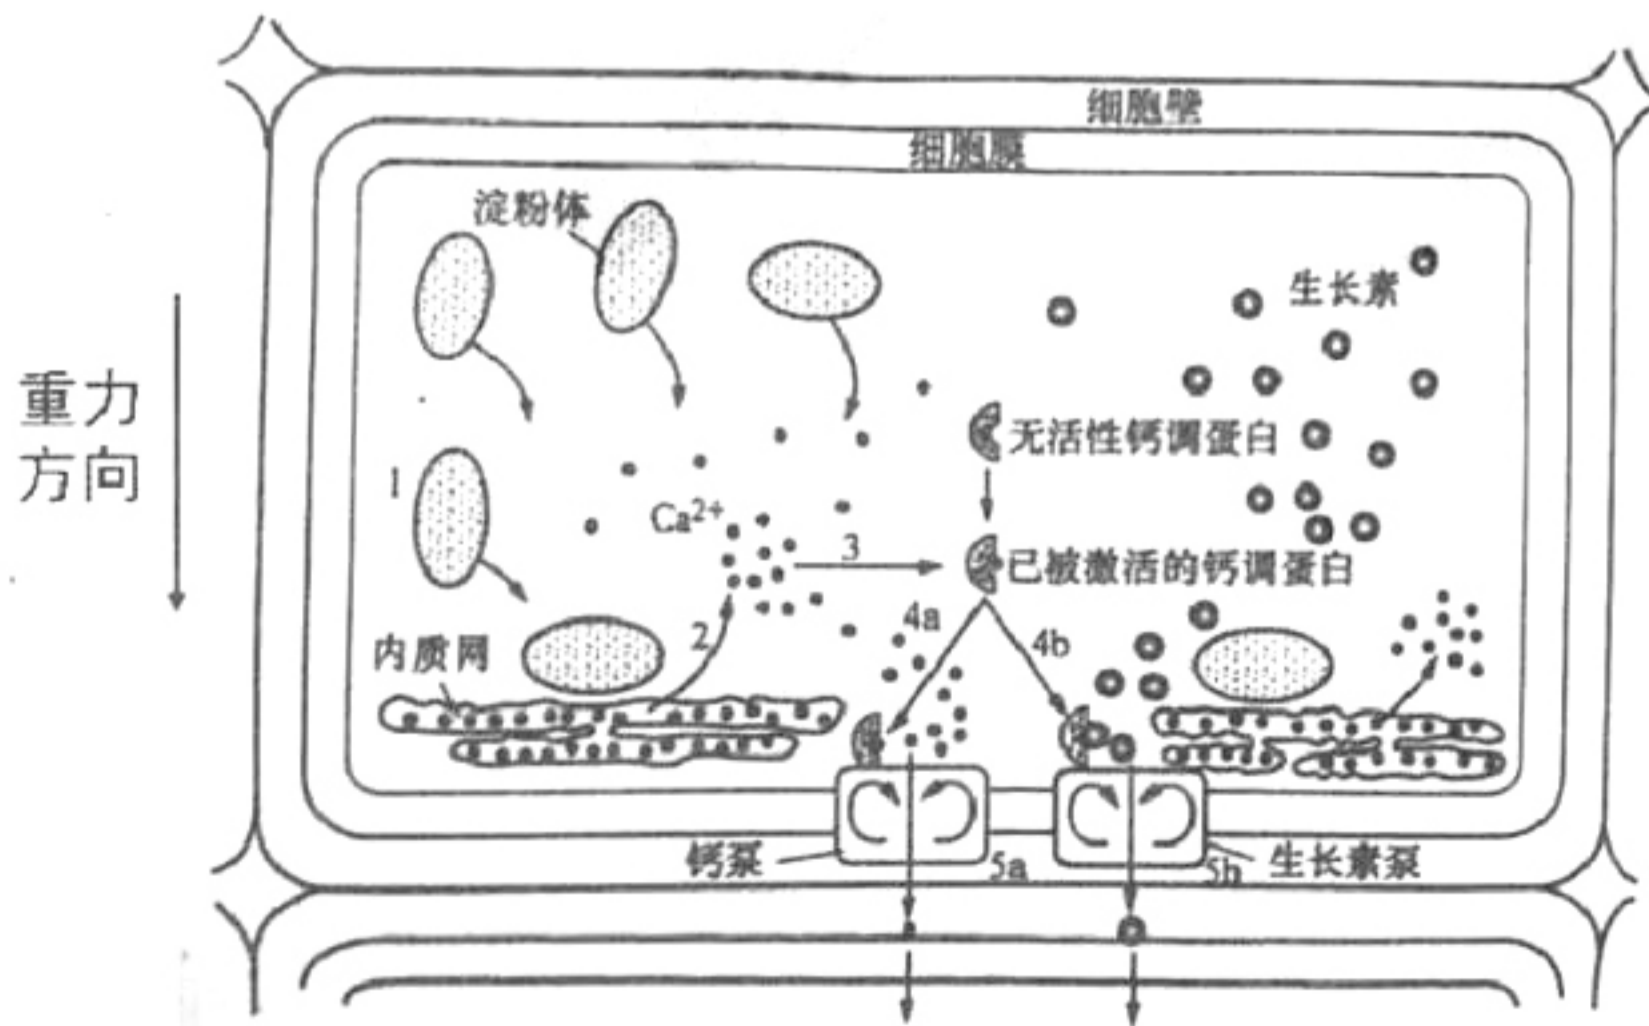 细胞壁
细胞膜
淀粉体
生长素
重力
方向
无活性钙调蛋白
1
Ca2+
3
已被激活的钙调蛋白
4a
4b
2
内质网
钙泵
5a
5b
生长素泵